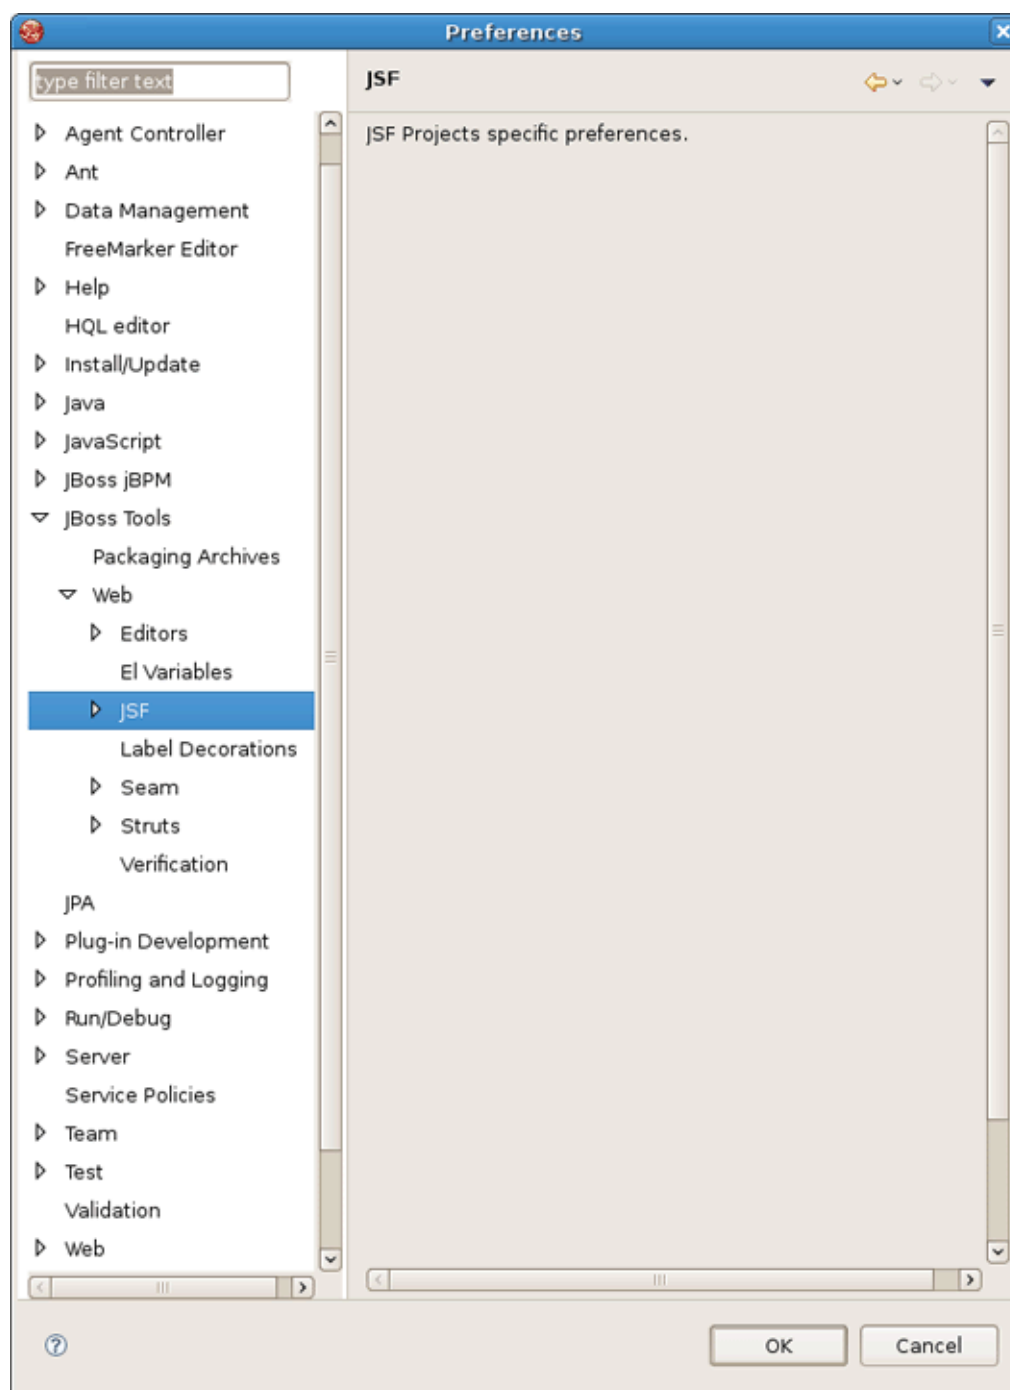 Preferences
type filter text
JSF
Agent Controller
JSF Projects specific preferences.
Ant
Data Management
FreeMarker Editor
Help
HQL editor
Install/Update
Java
JavaScript
JBoss jBPM
JBoss Tools
Packaging Archives
Web
Editors
El Variables
JSF
Label Decorations
Seam
Struts
Verification
JPA
Plug-in Development
Profiling and Logging
Run/Debug
Server
Service Policies
Team
Test
Validation
Web
OK
Cancel